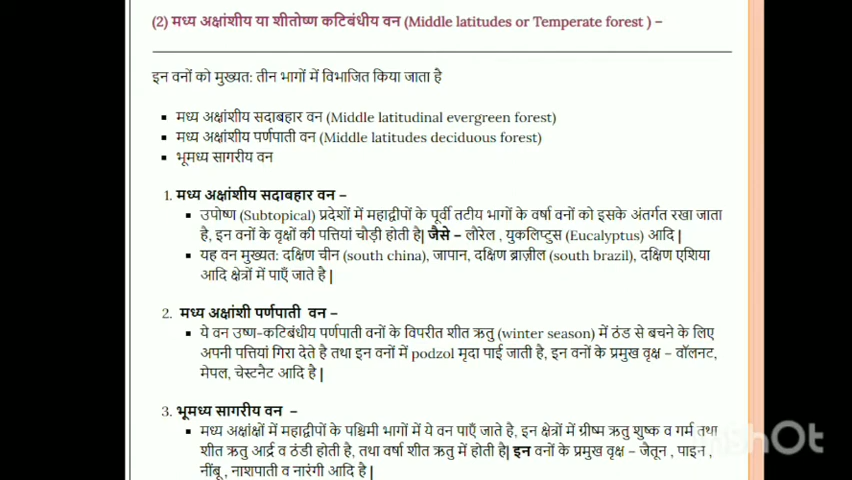 (2) मध्य अक्षांशीय या शीतोष्ण कटिबंधीय वन (Middle latitudes or Temperate forest ) –
इन वनों को मुख्यत: तीन भागों में विभाजित किया जाता है
▪ मध्य अक्षांशीय सदाबहार वन (Middle latitudinal evergreen forest)
▪ मध्य अक्षांशीय पर्णपाती वन (Middle latitudes deciduous forest)
▪ भूमध्य सागरीय वन
1. मध्य अक्षांशीय सदाबहार वन –
▪ उपोष्ण (Subtopical) प्रदेशों में महाद्वीपों के पूर्वी तटीय भागों के वर्षा वनों को इसके अंतर्गत रखा जाता
है, इन वनों के वृक्षों की पत्तियां चौड़ी होती है| जैसे – लौरेल , युकलिप्टुस (Eucalyptus) आदि |
▪ यह वन मुख्यत: दक्षिण चीन (south china), जापान, दक्षिण ब्राज़ील (south brazil), दक्षिण एशिया
आदि क्षेत्रों में पाएँ जाते है |
2. मध्य अक्षांशी पर्णपाती वन –
▪ ये वन उष्ण-कटिबंधीय पर्णपाती वनों के विपरीत शीत ऋतु (winter season) में ठंड से बचने के लिए
अपनी पत्तियां गिरा देते है तथा इन वनों में podzol मृदा पाई जाती है, इन वनों के प्रमुख वृक्ष – वॉलनट,
मेपल, चेस्टनैट आदि है |
3. भूमध्य सागरीय वन –
▪ मध्य अक्षांक्षों में महाद्वीपों के पश्चिमी भागों में ये वन पाएँ जाते है, इन क्षेत्रों में ग्रीष्म ऋतु शुष्क व गर्म तथा
शीत ऋतु आर्द्र व ठंडी होती है, तथा वर्षा शीत ऋतु में होती है| इन वनों के प्रमुख वृक्ष – जैतून , पाइन ,
नींबू , नाशपाती व नारंगी आदि है |
InShOt